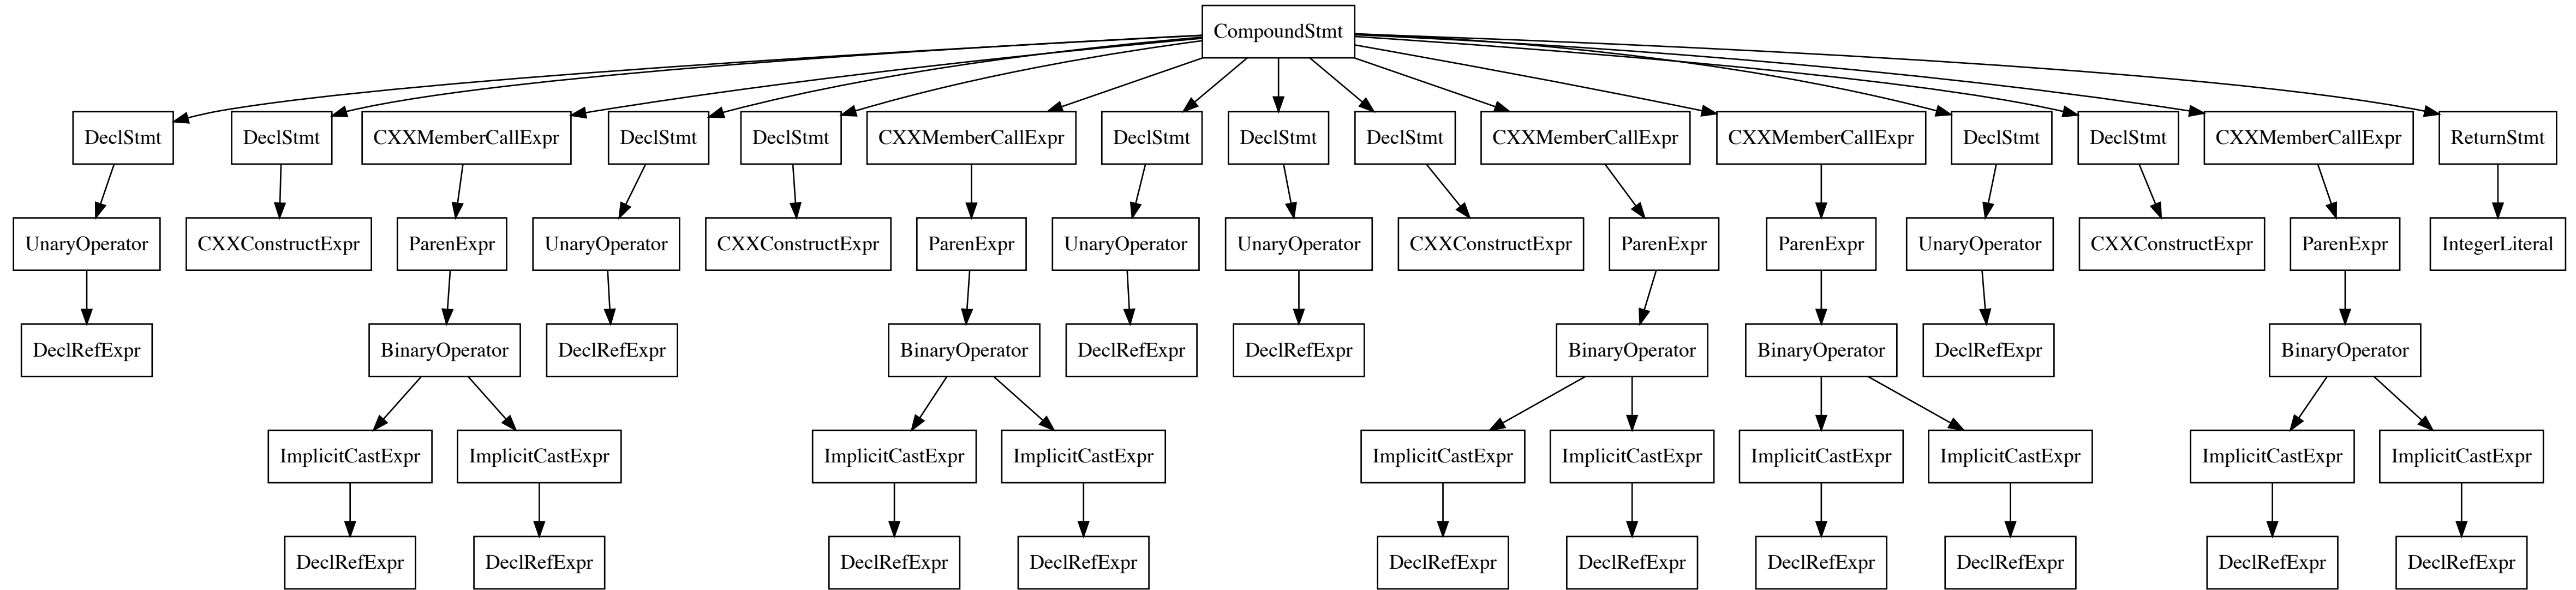 CompoundStmt
DeclStmt DeclStmt CXXMemberCallExpr DeclStmt DeclStmt CXXMemberCallExpr DeclStmt DeclStmt DeclStmt CXXMemberCallExpr CXXMemberCallExpr DeclStmt DeclStmt CXXMemberCallExpr ReturnStmt
UnaryOperator CXXConstructExpr ParenExpr UnaryOperator CXXConstructExpr ParenExpr UnaryOperator UnaryOperator CXXConstructExpr ParenExpr ParenExpr UnaryOperator CXXConstructExpr ParenExpr IntegerLiteral
DeclRefExpr BinaryOperator DeclRefExpr BinaryOperator DeclRefExpr DeclRefExpr BinaryOperator BinaryOperator DeclRefExpr BinaryOperator
ImplicitCastExpr ImplicitCastExpr ImplicitCastExpr ImplicitCastExpr ImplicitCastExpr ImplicitCastExpr ImplicitCastExpr ImplicitCastExpr ImplicitCastExpr ImplicitCastExpr
DeclRefExpr DeclRefExpr DeclRefExpr DeclRefExpr DeclRefExpr DeclRefExpr DeclRefExpr DeclRefExpr DeclRefExpr DeclRefExpr